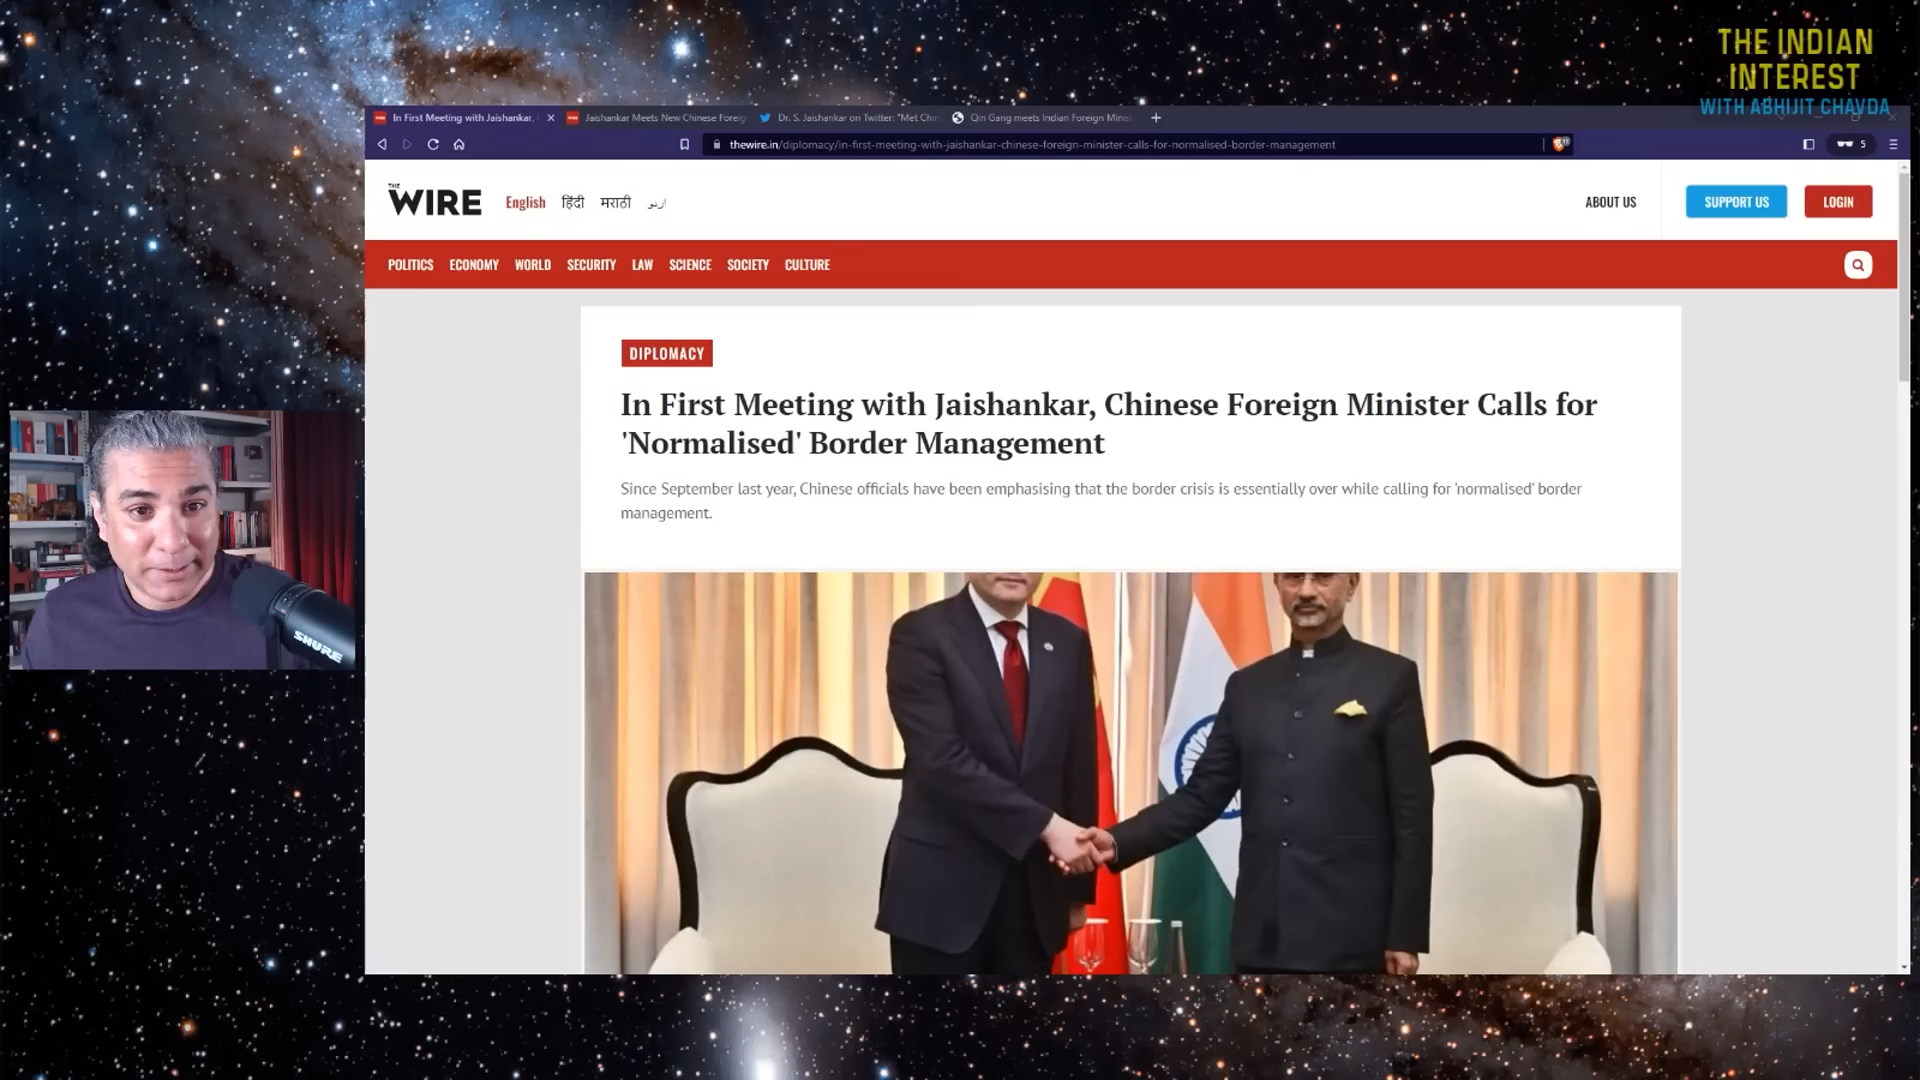 THE INDIAN
INTEREST
WITH ABHIJIT CHAVDA
In First Meeting with Jaishankar,
Jaishankar Meets New Chinese Foreig
Dr. S. Jaishankar on Twitter: "Met Chin
Qin Gang meets Indian Foreign Minist
thewire.in/diplomacy/in-first-meeting-with-jaishankar-chinese-foreign-minister-calls-for-normalised-border-management
5
THE
WIRE
English हिंदी मराठी اردو
ABOUT US
SUPPORT US
LOGIN
POLITICS ECONOMY WORLD SECURITY LAW SCIENCE SOCIETY CULTURE
DIPLOMACY
In First Meeting with Jaishankar, Chinese Foreign Minister Calls for
'Normalised' Border Management
Since September last year, Chinese officials have been emphasising that the border crisis is essentially over while calling for 'normalised' border
management.
SHURE